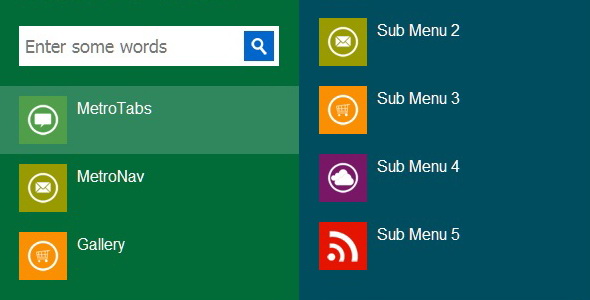 Enter some words
MetroTabs
MetroNav
Gallery
Sub Menu 2
Sub Menu 3
Sub Menu 4
Sub Menu 5